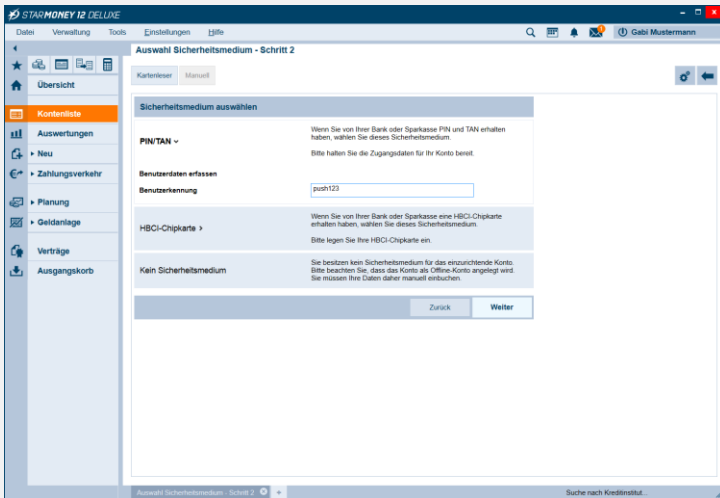 STARMONEY 12 DELUXE
Datei Verwaltung Tools Einstellungen Hilfe Gabi Mustermann
Auswahl Sicherheitsmedium - Schritt 2
Kartenleser Manuell
Übersicht
Kontenliste
Auswertungen
Neu
Zahlungsverkehr
Planung
Geldanlage
Verträge
Ausgangskorb
Sicherheitsmedium auswählen
PIN/TAN
Wenn Sie von Ihrer Bank oder Sparkasse PIN und TAN erhalten
haben, wählen Sie dieses Sicherheitsmedium.
Bitte halten Sie die Zugangsdaten für Ihr Konto bereit.
Benutzerdaten erfassen
Benutzerkennung push123
HBCI-Chipkarte
Wenn Sie von Ihrer Bank oder Sparkasse eine HBCI-Chipkarte
erhalten haben, wählen Sie dieses Sicherheitsmedium.
Bitte legen Sie Ihre HBCI-Chipkarte ein.
Kein Sicherheitsmedium
Sie besitzen kein Sicherheitsmedium für das einzurichtende Konto.
Bitte beachten Sie, dass das Konto als Offline-Konto angelegt wird.
Sie müssen Ihre Daten daher manuell einbuchen.
Zurück Weiter
Auswahl Sicherheitsmedium - Schritt 2 +
Suche nach Kreditinstitut...